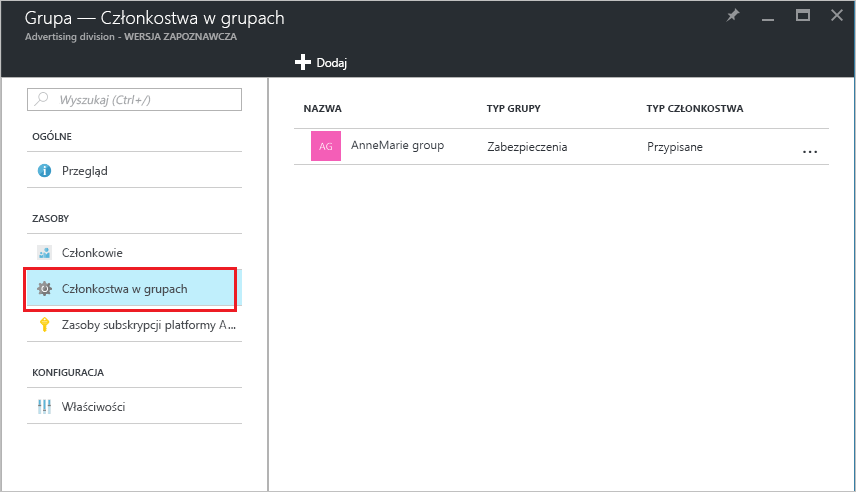 Grupa — Członkostwa w grupach
Advertising division - WERSJA ZAPOZNAWCZA
Dodaj
Wyszukaj (Ctrl+/)
OGÓLNE
Przegląd
ZASOBY
Członkowie
Członkostwa w grupach
Zasoby subskrypcji platformy A...
KONFIGURACJA
Właściwości
NAZWA TYP GRUPY TYP CZŁONKOSTWA
AG AnneMarie group Zabezpieczenia Przypisane ...